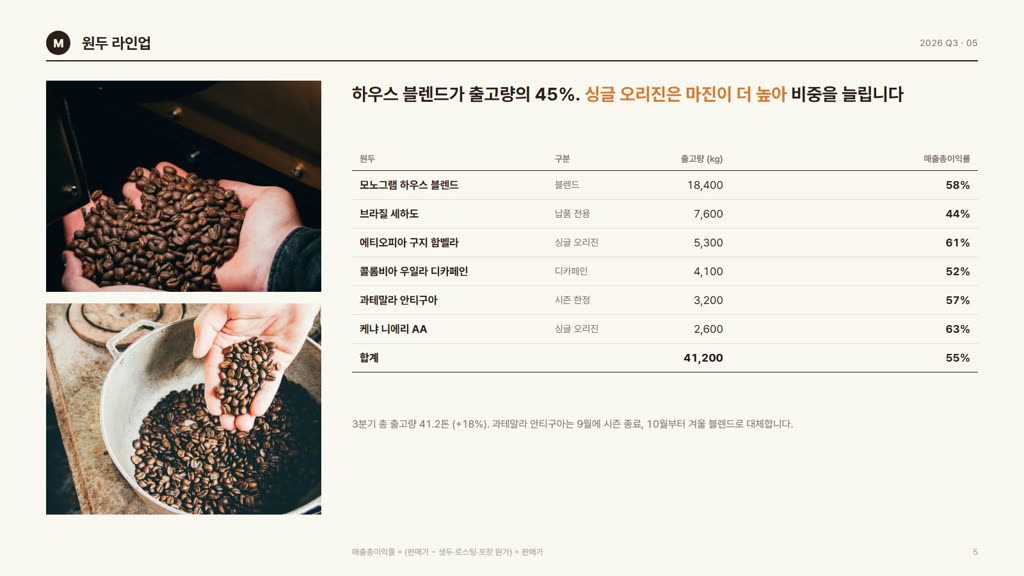 M 원두 라인업
2026 Q3 · 05
하우스 블렌드가 출고량의 45%. 싱글 오리진은 마진이 더 높아 비중을 늘립니다
원두 구분 출고량 (kg) 매출총이익률
모노그램 하우스 블렌드 블렌드 18,400 58%
브라질 세하도 납품 전용 7,600 44%
에티오피아 구지 함벨라 싱글 오리진 5,300 61%
콜롬비아 우일라 디카페인 디카페인 4,100 52%
과테말라 안티구아 시즌 한정 3,200 57%
케냐 니에리 AA 싱글 오리진 2,600 63%
합계 41,200 55%
3분기 총 출고량 41.2톤 (+18%). 과테말라 안티구아는 9월에 시즌 종료, 10월부터 겨울 블렌드로 대체합니다.
매출총이익률 = (판매가 − 생두·로스팅·포장 원가) ÷ 판매가
5